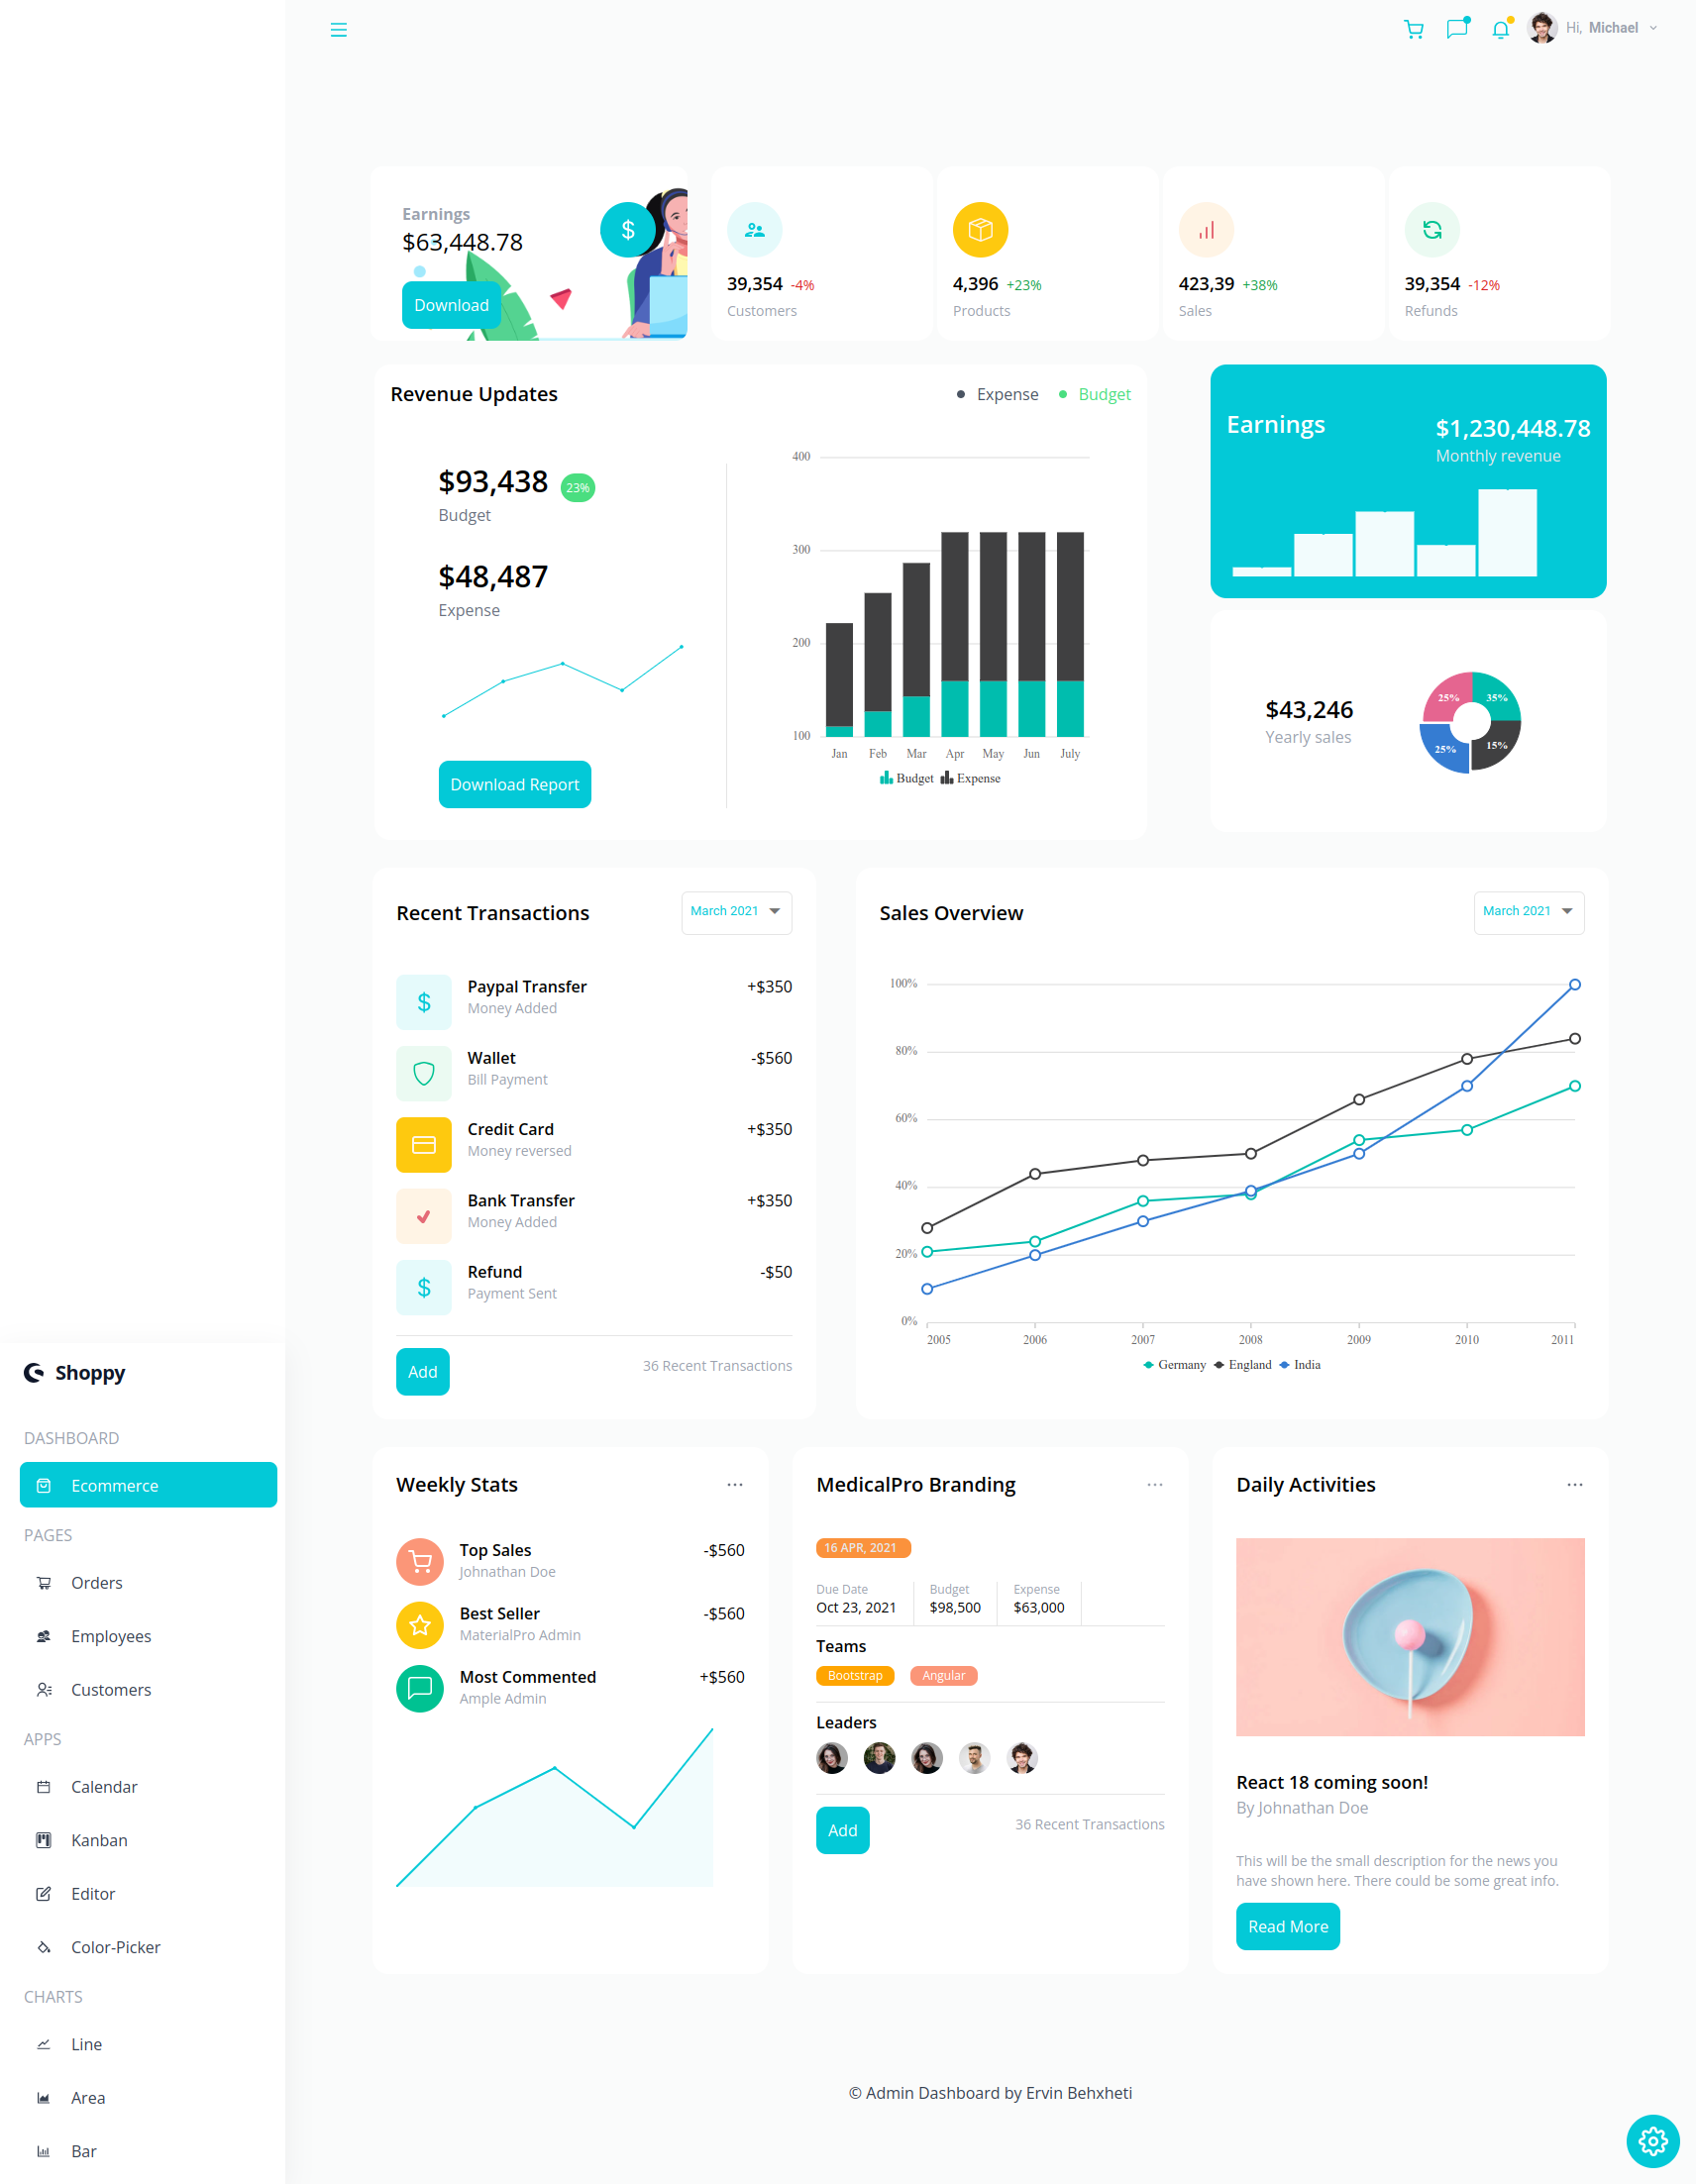 Hi, Michael
Earnings
$63,448.78
Download
39,354 -4%
Customers
4,396 +23%
Products
423,39 +38%
Sales
39,354 -12%
Refunds
Revenue Updates
Expense Budget
$93,438 23%
Budget
$48,487
Expense
Download Report
400
300
200
100
Jan Feb Mar Apr May Jun July
Budget Expense
Earnings
$1,230,448.78
Monthly revenue
$43,246
Yearly sales
25% 35%
25% 15%
Recent Transactions
March 2021
Paypal Transfer +$350
Money Added
Wallet -$560
Bill Payment
Credit Card +$350
Money reversed
Bank Transfer +$350
Money Added
Refund -$50
Payment Sent
Add 36 Recent Transactions
Sales Overview
March 2021
100%
80%
60%
40%
20%
0%
2005 2006 2007 2008 2009 2010 2011
Germany England India
Shoppy
DASHBOARD
Ecommerce
PAGES
Orders
Employees
Customers
APPS
Calendar
Kanban
Editor
Color-Picker
CHARTS
Line
Area
Bar
Weekly Stats
Top Sales -$560
Johnathan Doe
Best Seller -$560
MaterialPro Admin
Most Commented +$560
Ample Admin
MedicalPro Branding
16 APR, 2021
Due Date Budget Expense
Oct 23, 2021 $98,500 $63,000
Teams
Bootstrap Angular
Leaders
Add 36 Recent Transactions
Daily Activities
React 18 coming soon!
By Johnathan Doe
This will be the small description for the news you
have shown here. There could be some great info.
Read More
© Admin Dashboard by Ervin Behxheti